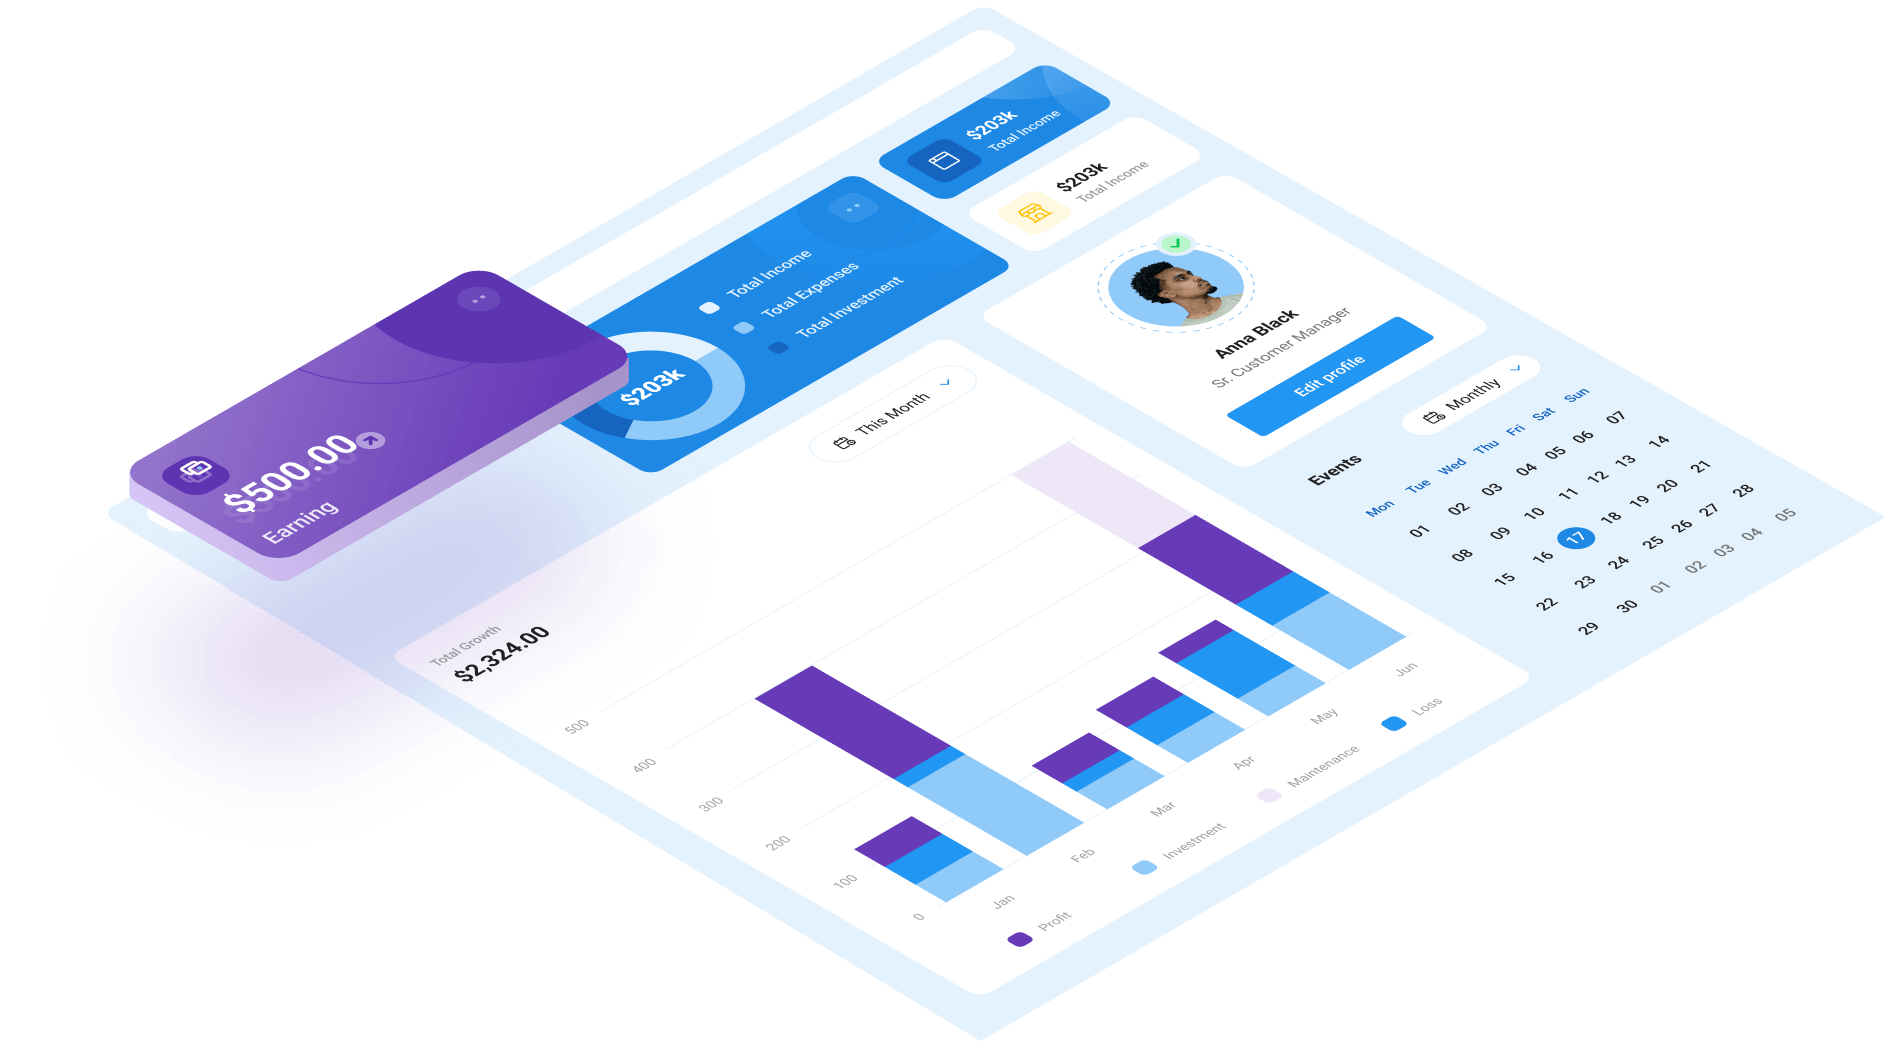 $203k
Total Income
$203k
Total Income
Total Income
Total Expenses
Total Investment
$203k
$500.00
Earning
Anna Black
Sr. Customer Manager
Edit profile
This Month
Total Growth
$2,324.00
500
400
300
200
100
0
Jan
Feb
Mar
Apr
May
Jun
Profit
Investment
Maintenance
Loss
Events
Monthly
Mon Tue Wed Thu Fri Sat Sun
01 02 03 04 05 06 07
08 09 10 11 12 13 14
15 16 17 18 19 20 21
22 23 24 25 26 27 28
29 30 01 02 03 04 05